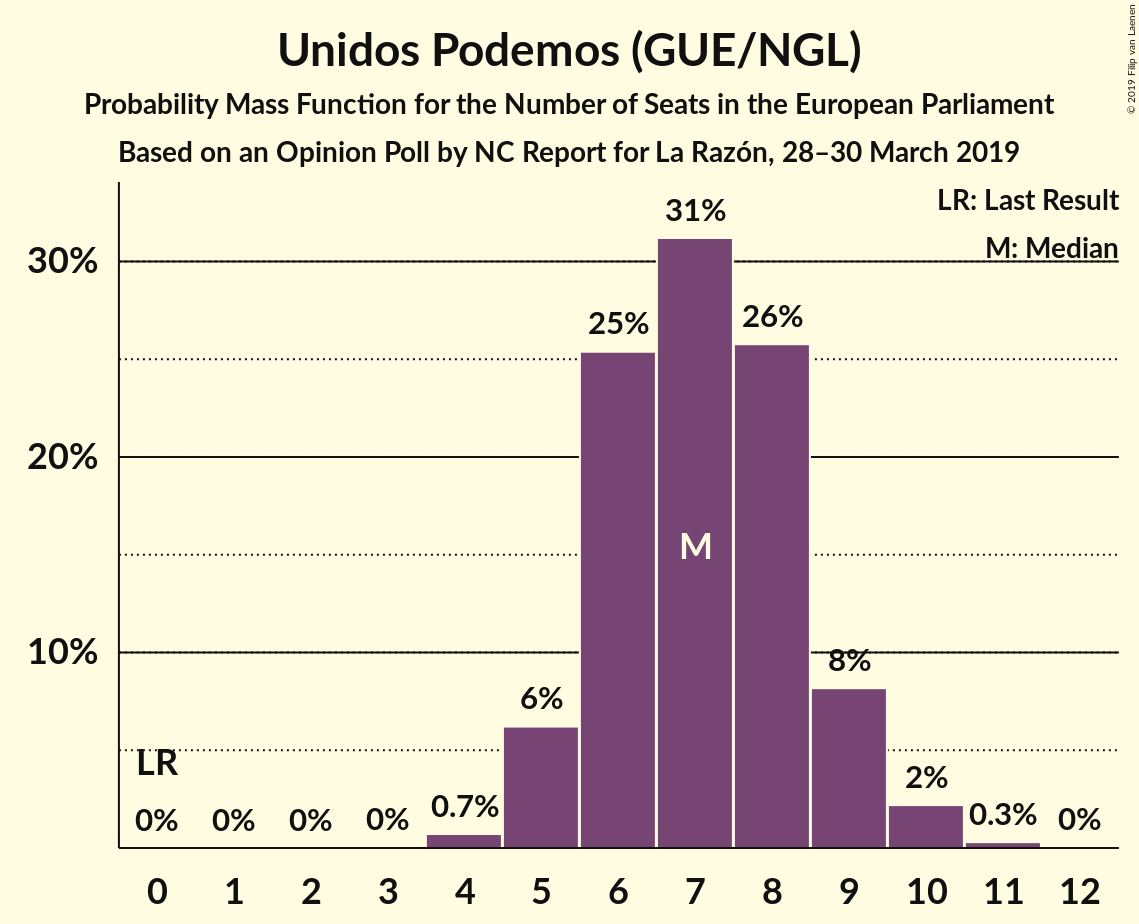 Unidos Podemos (GUE/NGL)
Probability Mass Function for the Number of Seats in the European Parliament
Based on an Opinion Poll by NC Report for La Razón, 28–30 March 2019
© 2019 Filip van Laenen
LR: Last Result
M: Median
30%
20%
10%
31%
25%
26%
M
6%
8%
LR
0%
0%
0%
0%
0.7%
2%
0.3%
0%
0 1 2 3 4 5 6 7 8 9 10 11 12